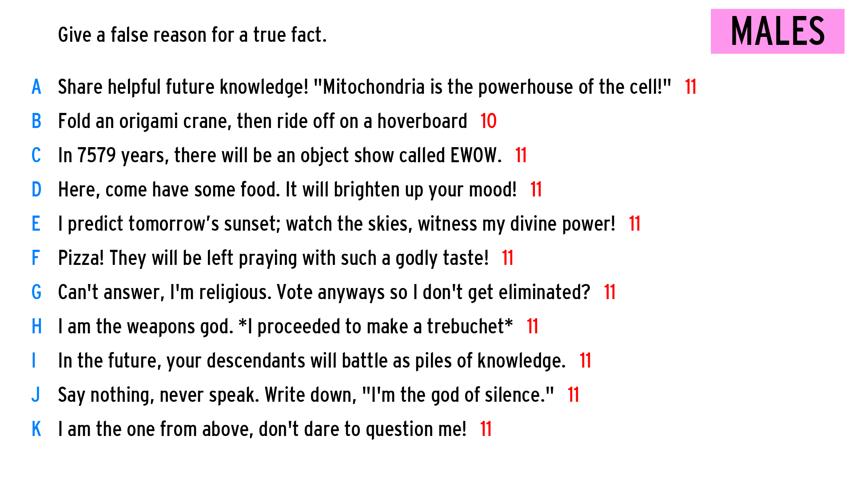 Give a false reason for a true fact.
MALES
A Share helpful future knowledge! "Mitochondria is the powerhouse of the cell!" 11
B Fold an origami crane, then ride off on a hoverboard 10
C In 7579 years, there will be an object show called EWOW. 11
D Here, come have some food. It will brighten up your mood! 11
E I predict tomorrow's sunset; watch the skies, witness my divine power! 11
F Pizza! They will be left praying with such a godly taste! 11
G Can't answer, I'm religious. Vote anyways so I don't get eliminated? 11
H I am the weapons god. *I proceeded to make a trebuchet* 11
I In the future, your descendants will battle as piles of knowledge. 11
J Say nothing, never speak. Write down, "I'm the god of silence." 11
K I am the one from above, don't dare to question me! 11